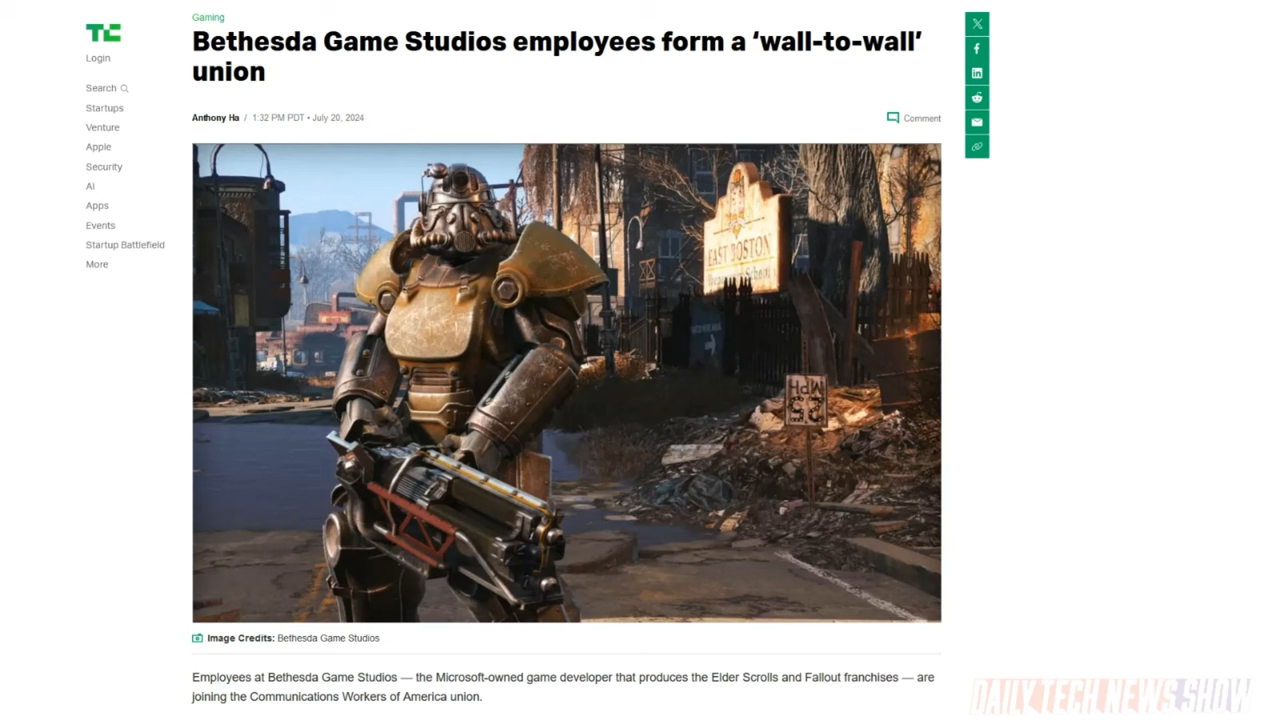 TC
Login
Search
Startups
Venture
Apple
Security
AI
Apps
Events
Startup Battlefield
More
Gaming
Bethesda Game Studios employees form a ‘wall-to-wall’
union
Anthony Ha / 1:32 PM PDT • July 20, 2024
Comment
EAST BOSTON
School
MPH
25
Image Credits: Bethesda Game Studios
Employees at Bethesda Game Studios — the Microsoft-owned game developer that produces the Elder Scrolls and Fallout franchises — are
joining the Communications Workers of America union.
DAILY TECH NEWS SHOW